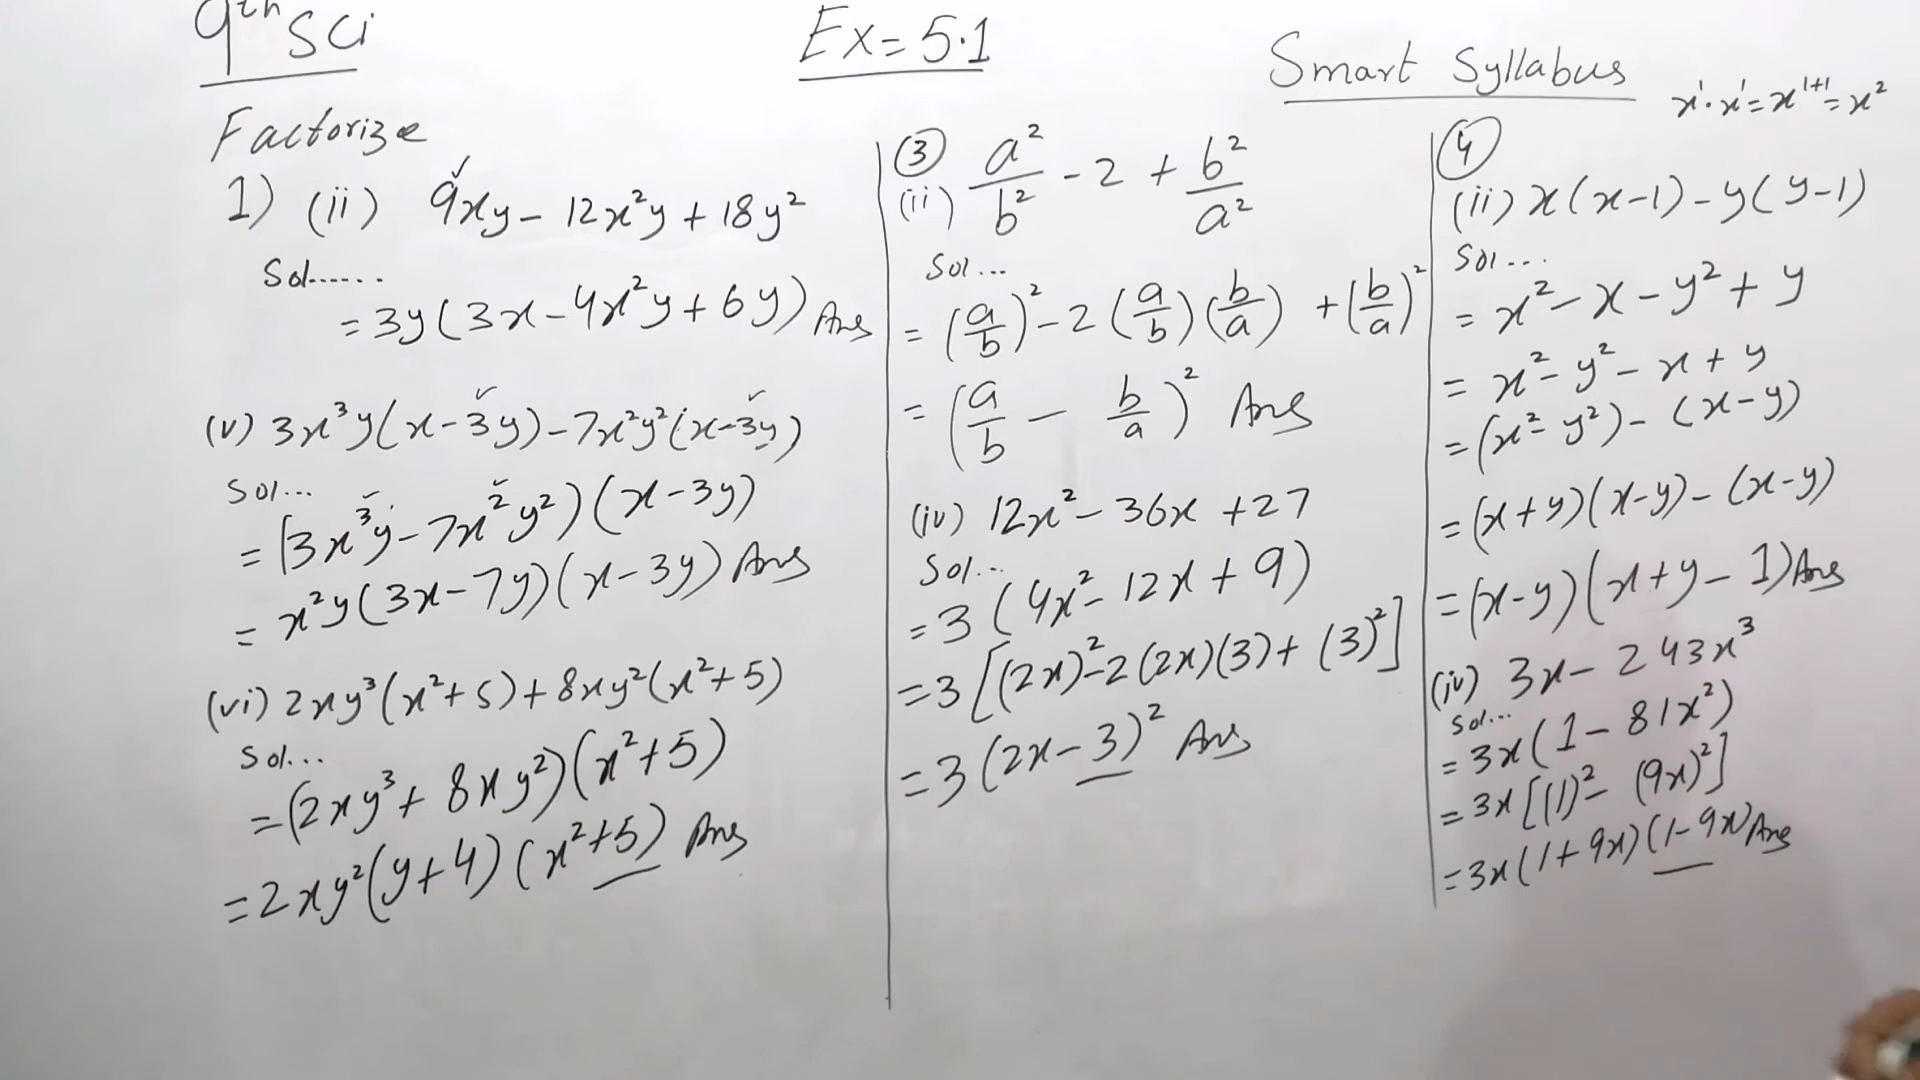 9th Sci
Ex = 5.1
Smart Syllabus
x¹·x¹ = x¹⁺¹ = x²
Factorize
1) (ii) 9xy - 12x²y + 18y²
Sol......
= 3y(3x - 4x²y + 6y) Ans
(v) 3x³y(x-3y) - 7x²y²(x-3y)
Sol...
= (3x³y - 7x²y²)(x-3y)
= x²y(3x-7y)(x-3y) Ans
(vi) 2xy³(x²+5) + 8xy²(x²+5)
Sol...
= (2xy³ + 8xy²)(x²+5)
= 2xy²(y+4)(x²+5) Ans
③
(ii) a²/b² - 2 + b²/a²
Sol...
= (a/b)² - 2(a/b)(b/a) + (b/a)²
= (a/b - b/a)² Ans
(iv) 12x² - 36x + 27
Sol...
= 3(4x² - 12x + 9)
= 3[(2x)² - 2(2x)(3) + (3)²]
= 3(2x-3)² Ans
④
(ii) x(x-1) - y(y-1)
Sol...
= x² - x - y² + y
= x² - y² - x + y
= (x² - y²) - (x-y)
= (x+y)(x-y) - (x-y)
= (x-y)(x+y-1) Ans
(iv) 3x - 243x³
Sol...
= 3x(1 - 81x²)
= 3x[(1)² - (9x)²]
= 3x(1+9x)(1-9x) Ans